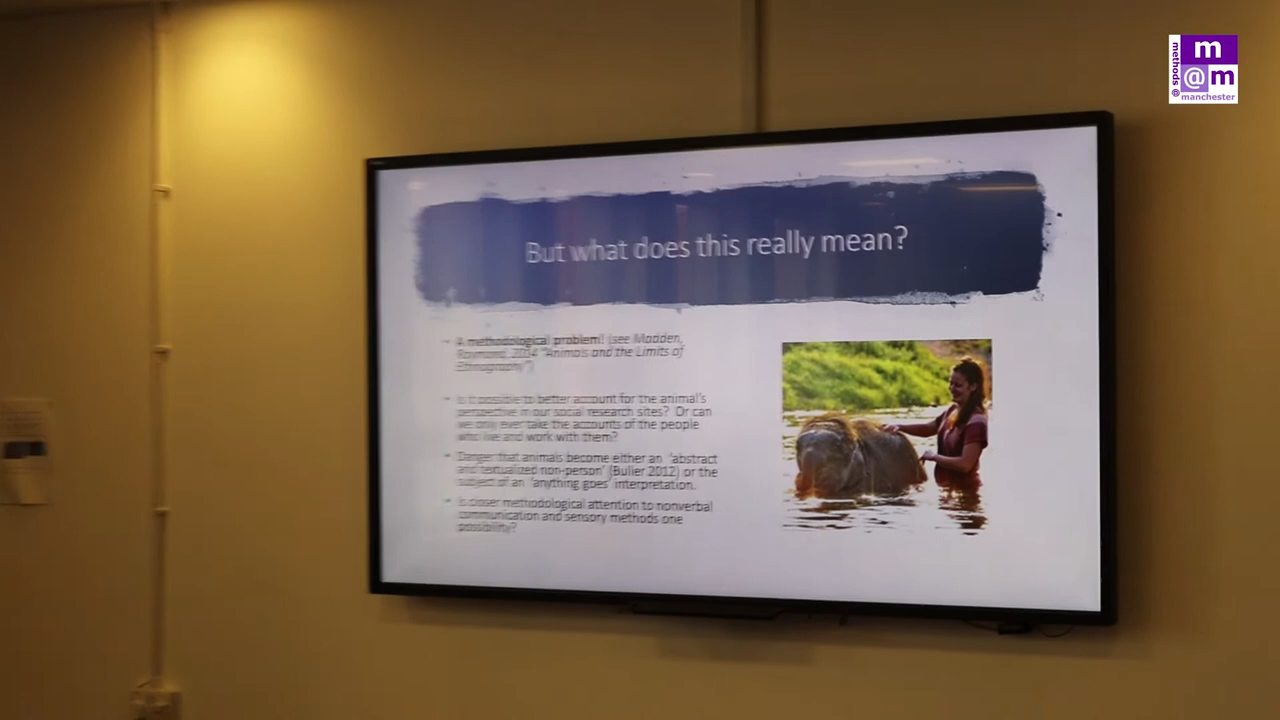 m
methods @
@m
manchester
But what does this really mean?
A methodological problem! (see Madden,
Raymond, 2014 "Animals and the Limits of
Ethnography")
Is it possible to better account for the animal's
perspective in our social research sites? Or can
we only ever take the accounts of the people
who live and work with them?
Danger that animals become either an 'abstract
and textualized non-person' (Buller 2012) or the
subject of an 'anything goes' interpretation.
Is closer methodological attention to nonverbal
communication and sensory methods one
possibility?